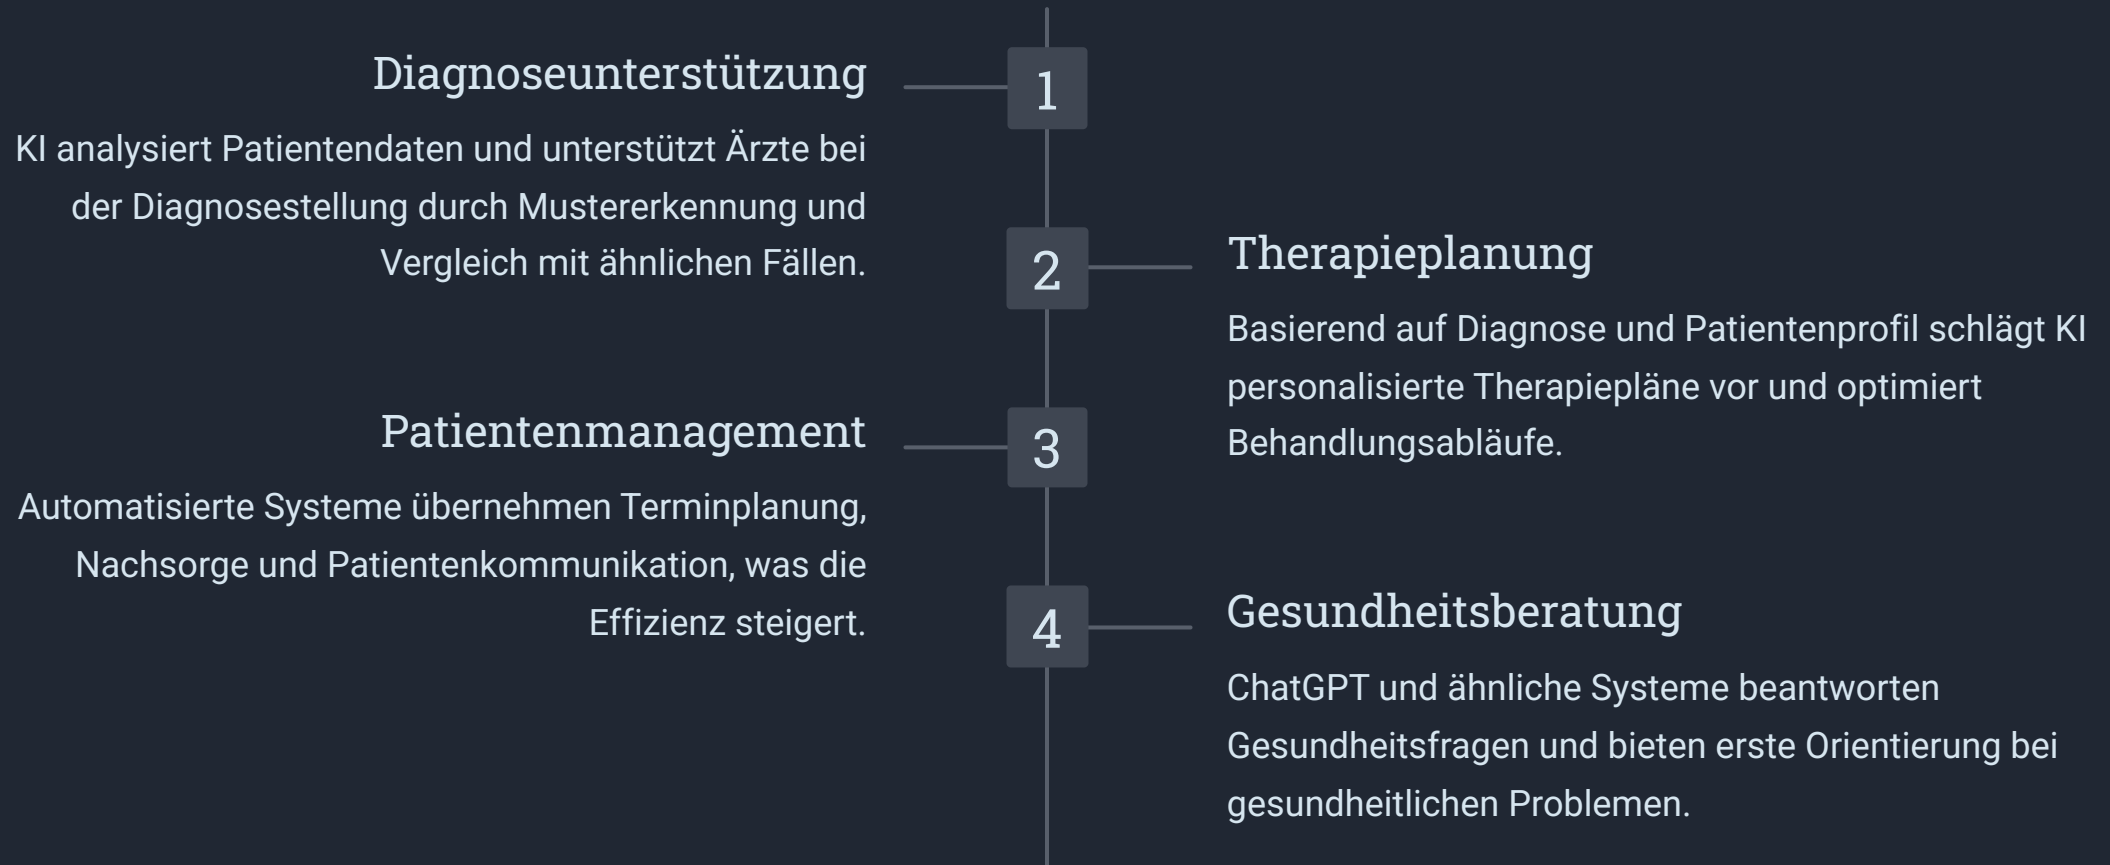 Diagnoseunterstützung
1
KI analysiert Patientendaten und unterstützt Ärzte bei
der Diagnosestellung durch Mustererkennung und
Vergleich mit ähnlichen Fällen.
2
Therapieplanung
Basierend auf Diagnose und Patientenprofil schlägt KI
personalisierte Therapiepläne vor und optimiert
Behandlungsabläufe.
Patientenmanagement
3
Automatisierte Systeme übernehmen Terminplanung,
Nachsorge und Patientenkommunikation, was die
Effizienz steigert.
4
Gesundheitsberatung
ChatGPT und ähnliche Systeme beantworten
Gesundheitsfragen und bieten erste Orientierung bei
gesundheitlichen Problemen.